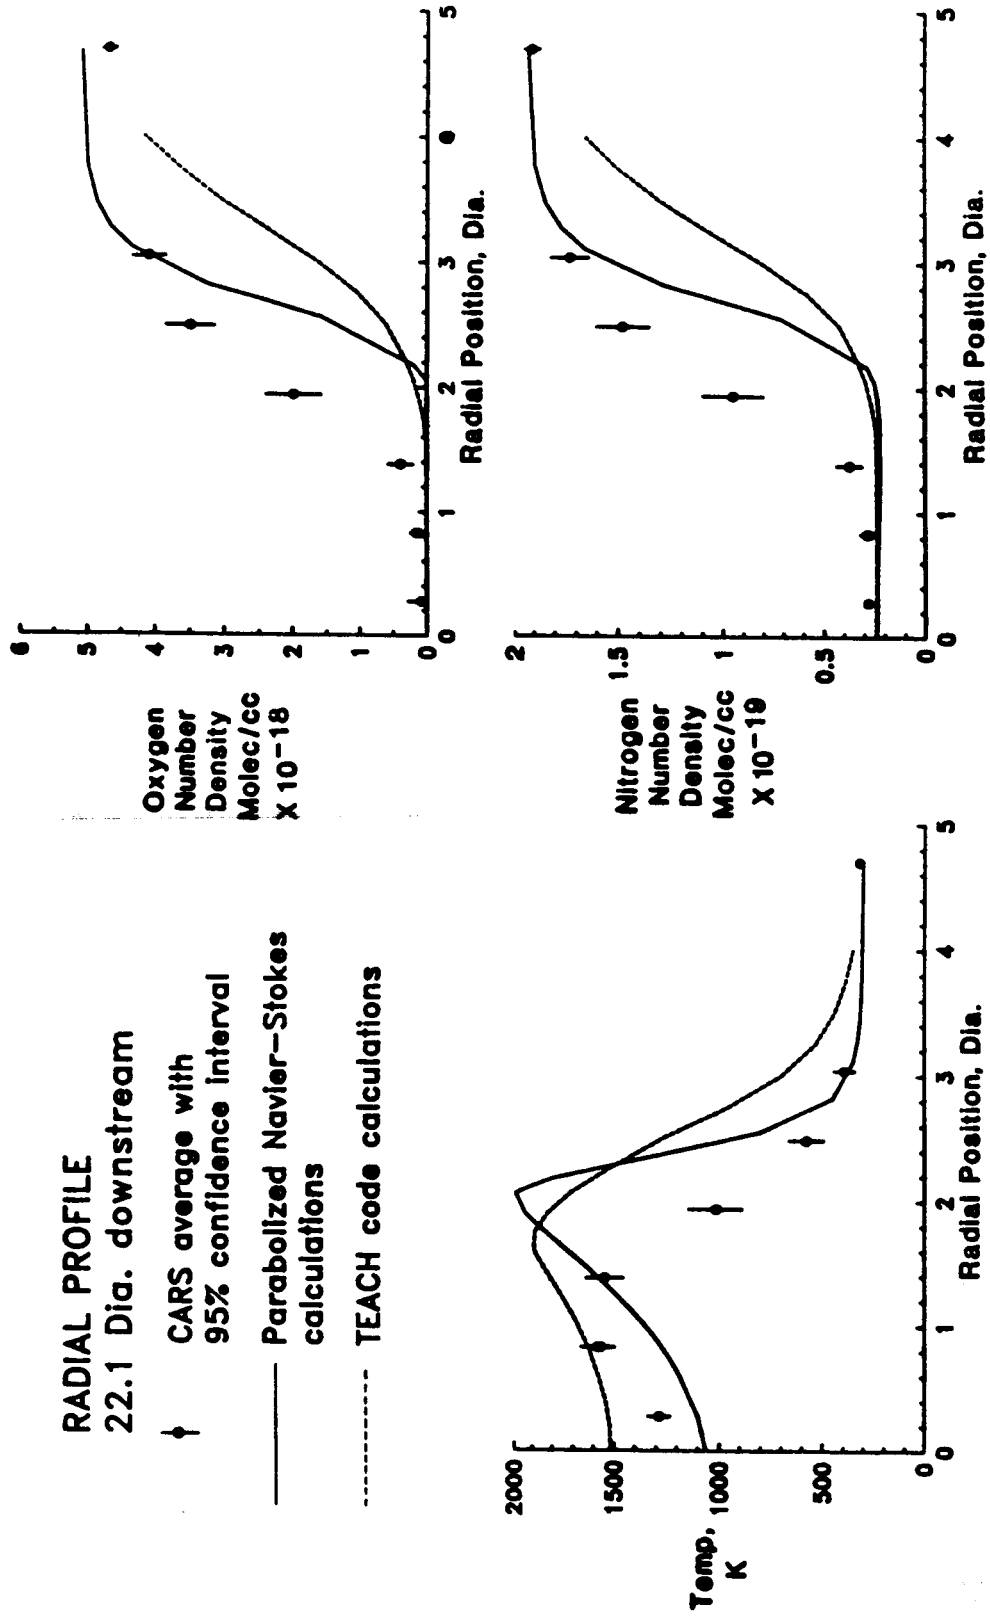 RADIAL PROFILE
22.1 Dia. downstream
CARS average with
95% confidence interval
Parabolized Navier-Stokes
calculations
TEACH code calculations
Oxygen
Number
Density
Molec/cc
X 10-18
6
5
4
3
2
1
0
0 1 2 3 6 5
Radial Position, Dia.
Temp,
K
2000
1500
1000
500
0
0 1 2 3 4 5
Radial Position, Dia.
Nitrogen
Number
Density
Molec/cc
X 10-19
2
1.5
1
0.5
0
0 1 2 3 4 5
Radial Position, Dia.